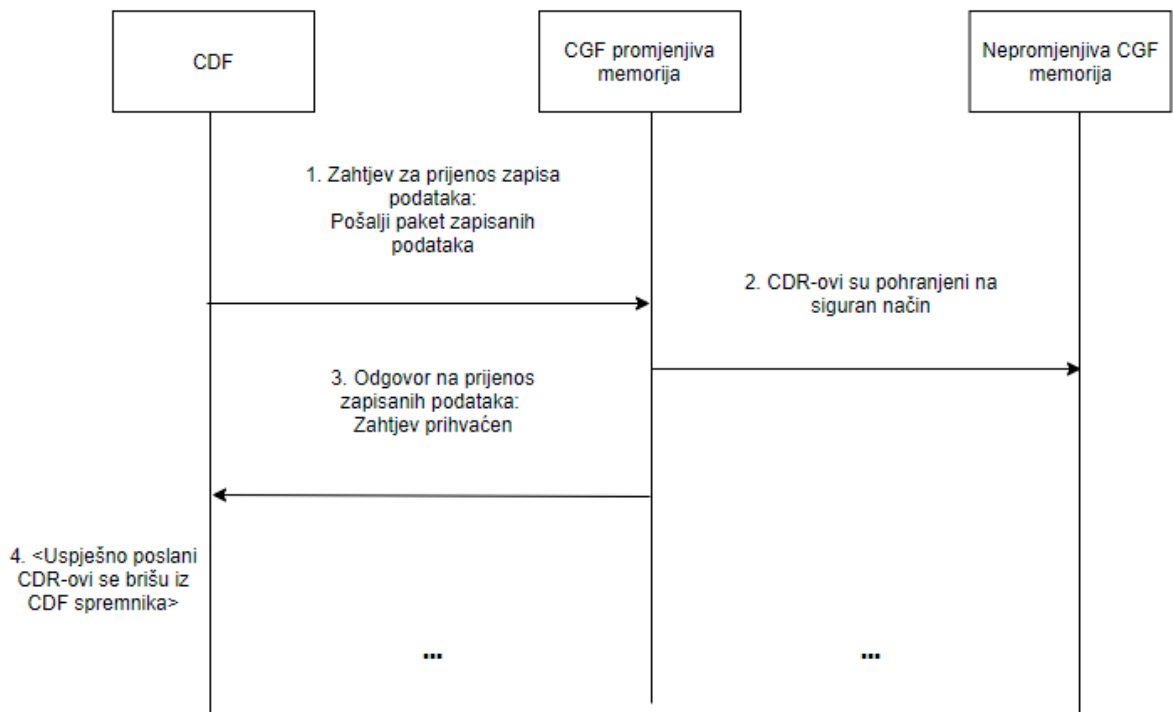 CDF
CGF promjenjiva
memorija
Nepromjenjiva CGF
memorija
1. Zahtjev za prijenos zapisa
podataka:
Pošalji paket zapisanih
podataka
2. CDR-ovi su pohranjeni na
siguran način
3. Odgovor na prijenos
zapisanih podataka:
Zahtjev prihvaćen
4. <Uspješno poslani
CDR-ovi se brišu iz
CDF spremnika>
...
...